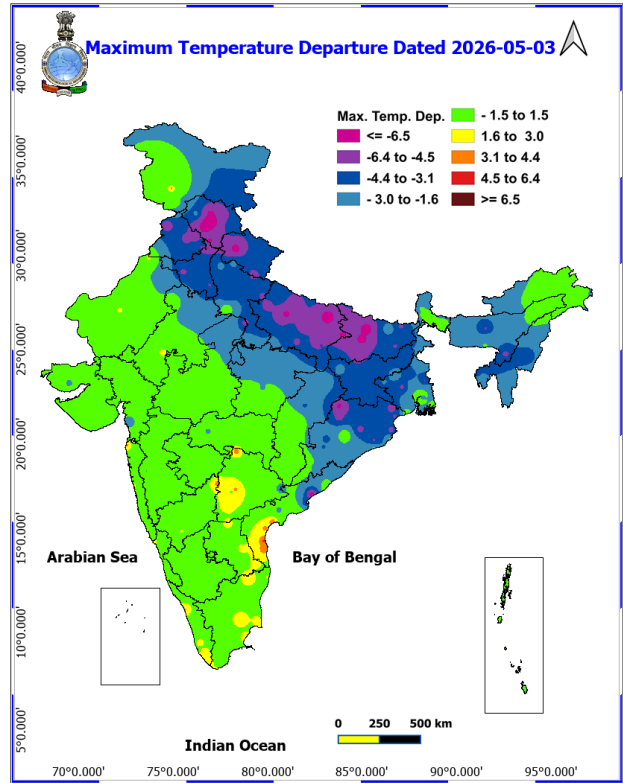 Maximum Temperature Departure Dated 2026-05-03
Max. Temp. Dep.
<= -6.5
-6.4 to -4.5
-4.4 to -3.1
- 3.0 to -1.6
- 1.5 to 1.5
1.6 to 3.0
3.1 to 4.4
4.5 to 6.4
>= 6.5
40°0.000'
35°0.000'
30°0.000'
25°0.000'
20°0.000'
15°0.000'
10°0.000'
5°0.000'
Arabian Sea
Bay of Bengal
Indian Ocean
0 250 500 km
70°0.000' 75°0.000' 80°0.000' 85°0.000' 90°0.000' 95°0.000'